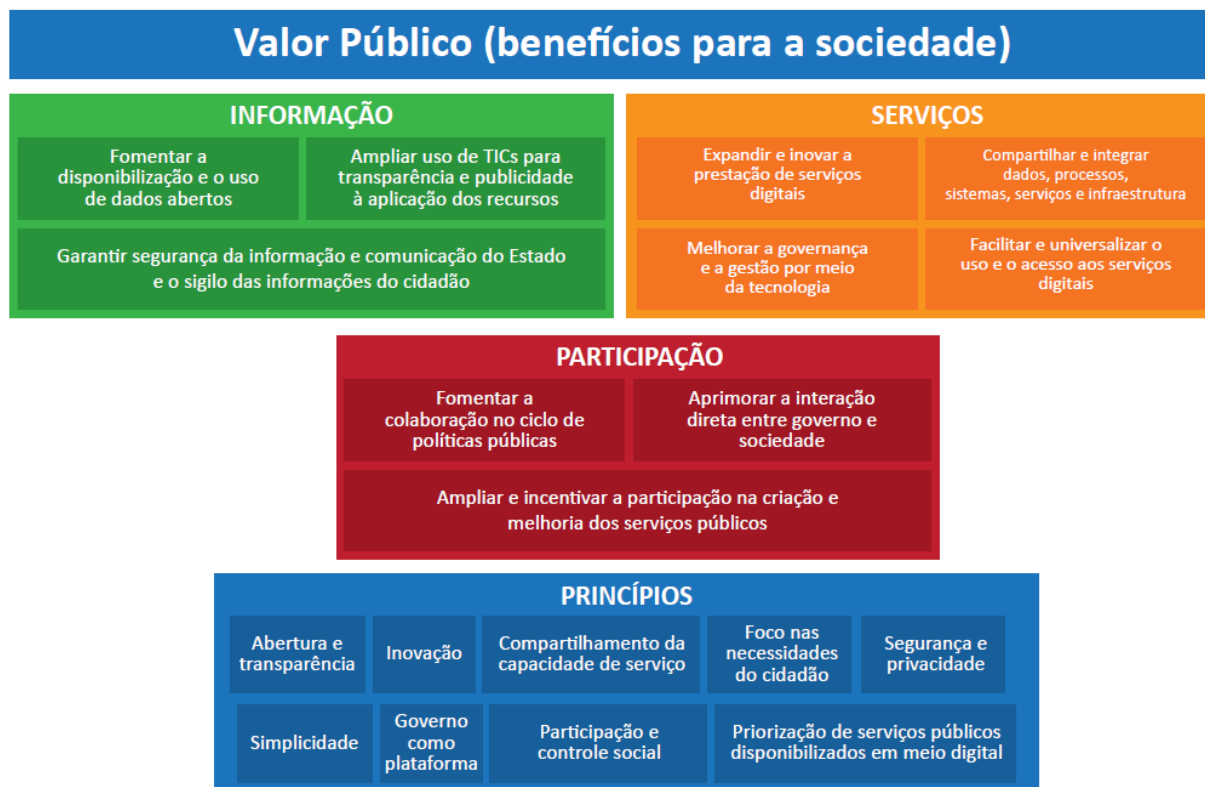 Valor Público (benefícios para a sociedade)
INFORMAÇÃO
Fomentar a
disponibilização e o uso
de dados abertos
Ampliar uso de TICs para
transparência e publicidade
à aplicação dos recursos
Garantir segurança da informação e comunicação do Estado
e o sigilo das informações do cidadão
SERVIÇOS
Expandir e inovar a
prestação de serviços
digitais
Compartilhar e integrar
dados, processos,
sistemas, serviços e infraestrutura
Melhorar a governança
e a gestão por meio
da tecnologia
Facilitar e universalizar o
uso e o acesso aos serviços
digitais
PARTICIPAÇÃO
Fomentar a
colaboração no ciclo de
políticas públicas
Aprimorar a interação
direta entre governo e
sociedade
Ampliar e incentivar a participação na criação e
melhoria dos serviços públicos
PRINCÍPIOS
Abertura e
transparência
Inovação
Compartilhamento da
capacidade de serviço
Foco nas
necessidades
do cidadão
Segurança e
privacidade
Simplicidade
Governo
como
plataforma
Participação e
controle social
Priorização de serviços públicos
disponibilizados em meio digital